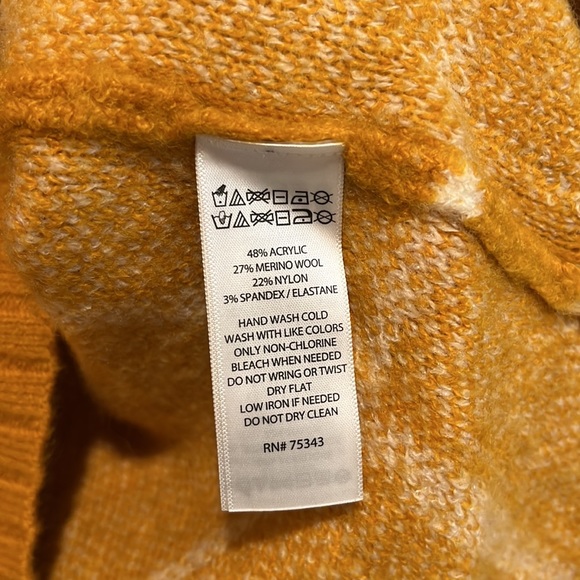 48% ACRYLIC
27% MERINO WOOL
22% NYLON
3% SPANDEX / ELASTANE
HAND WASH COLD
WASH WITH LIKE COLORS
ONLY NON-CHLORINE
BLEACH WHEN NEEDED
DO NOT WRING OR TWIST
DRY FLAT
LOW IRON IF NEEDED
DO NOT DRY CLEAN
RN# 75343